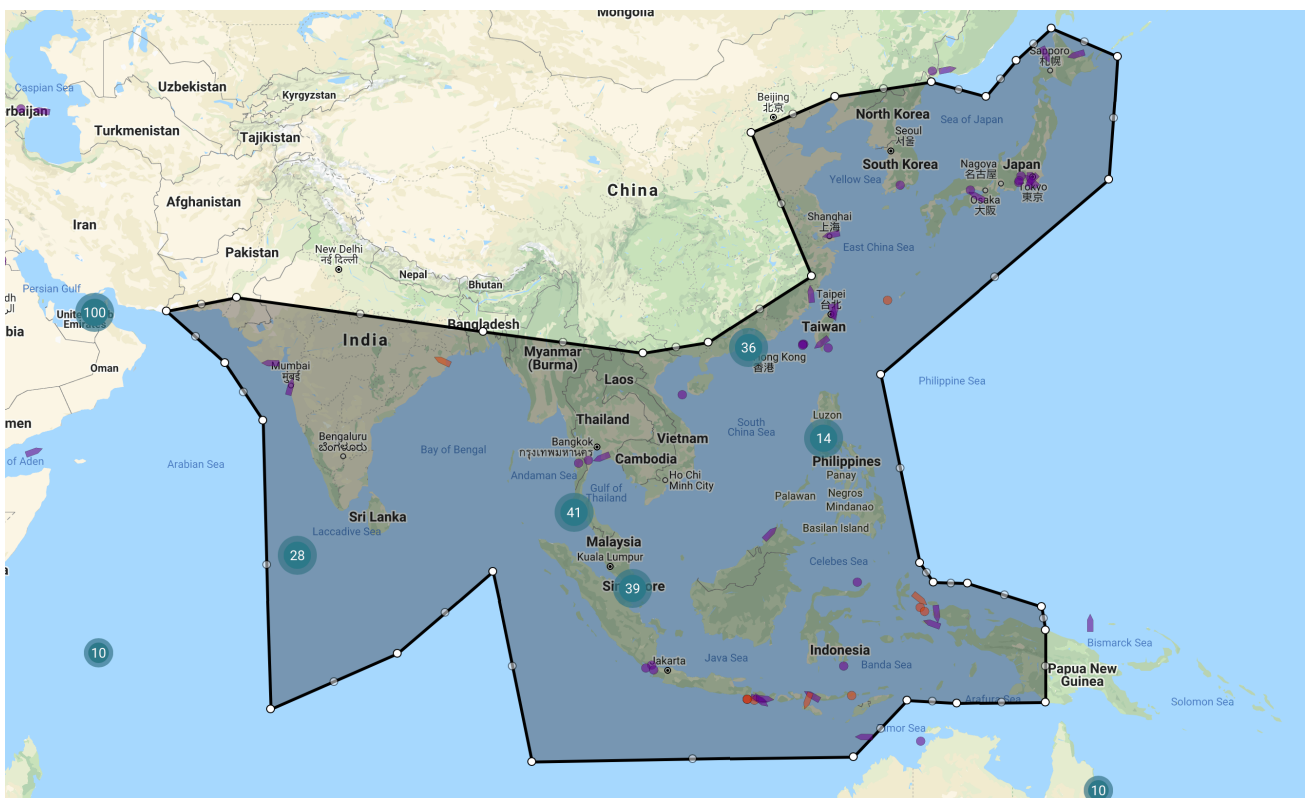 Mongolia
Caspian Sea
Uzbekistan
Kyrgyzstan
rbaijan
Turkmenistan
Tajikistan
Beijing
北京
Sapporo
札幌
North Korea
Sea of Japan
Seoul
서울
South Korea
Nagoya
名古屋
Japan
Tokyo
東京
Osaka
大阪
Yellow Sea
China
Afghanistan
Iran
Shanghai
上海
East China Sea
Pakistan
New Delhi
नई दिल्ली
Nepal
Bhutan
Persian Gulf
100
Bangladesh
Taipei
台北
Taiwan
India
Myanmar
(Burma)
36
香港
Oman
Mumbai
मुंबई
Laos
Philippine Sea
men
Thailand
Luzon
South
China Sea
14
Bengaluru
ಬೆಂಗಳೂರು
Bay of Bengal
Bangkok
กรุงเทพมหานคร
Vietnam
Cambodia
of Aden
Arabian Sea
Philippines
Panay
Andaman Sea
Gulf of
Thailand
Ho Chi
Minh City
Palawan
Negros
Mindanao
Sri Lanka
41
Basilan Island
Laccadive Sea
28
Malaysia
Kuala Lumpur
Celebes Sea
39
10
Indonesia
Java Sea
Banda Sea
Jakarta
Bismarck Sea
Papua New
Guinea
Arafura Sea
Solomon Sea
10